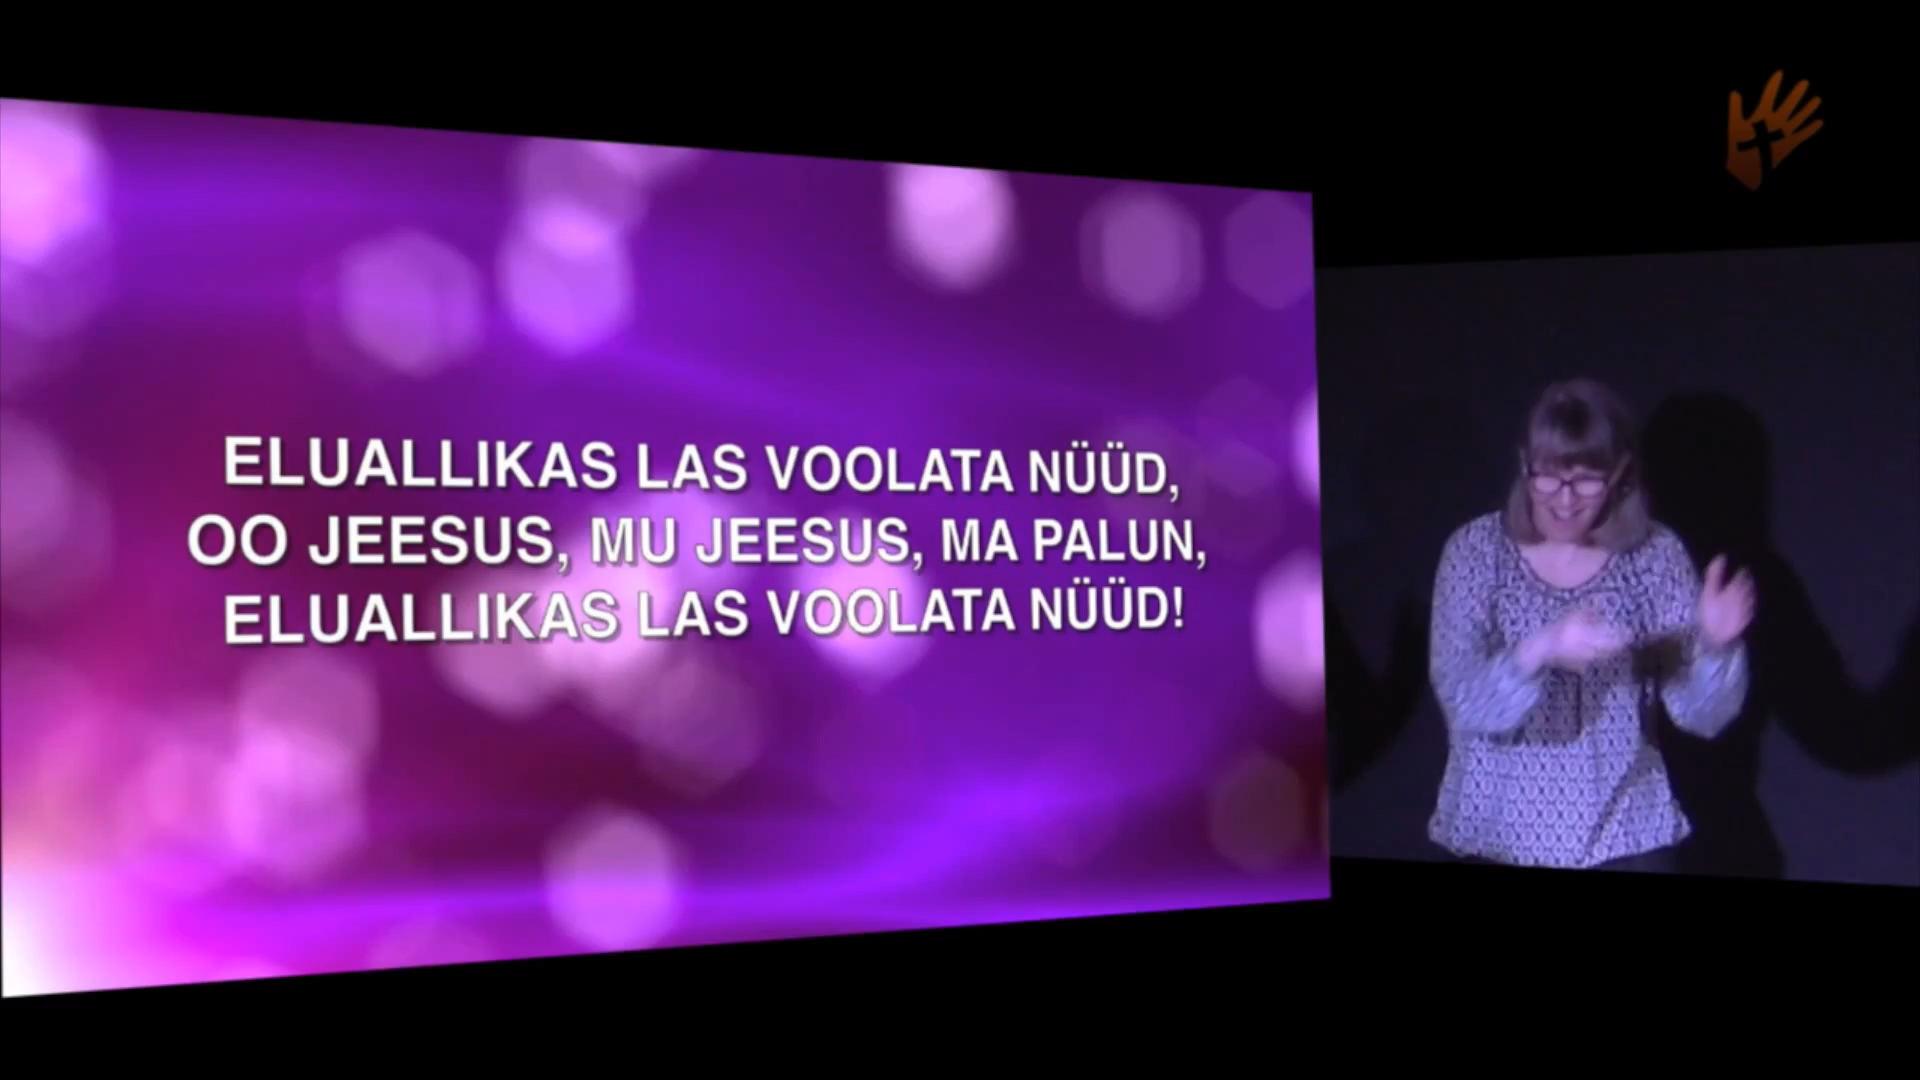 ELUALLIKAS LAS VOOLATA NÜÜD,
OO JEESUS, MU JEESUS, MA PALUN,
ELUALLIKAS LAS VOOLATA NÜÜD!